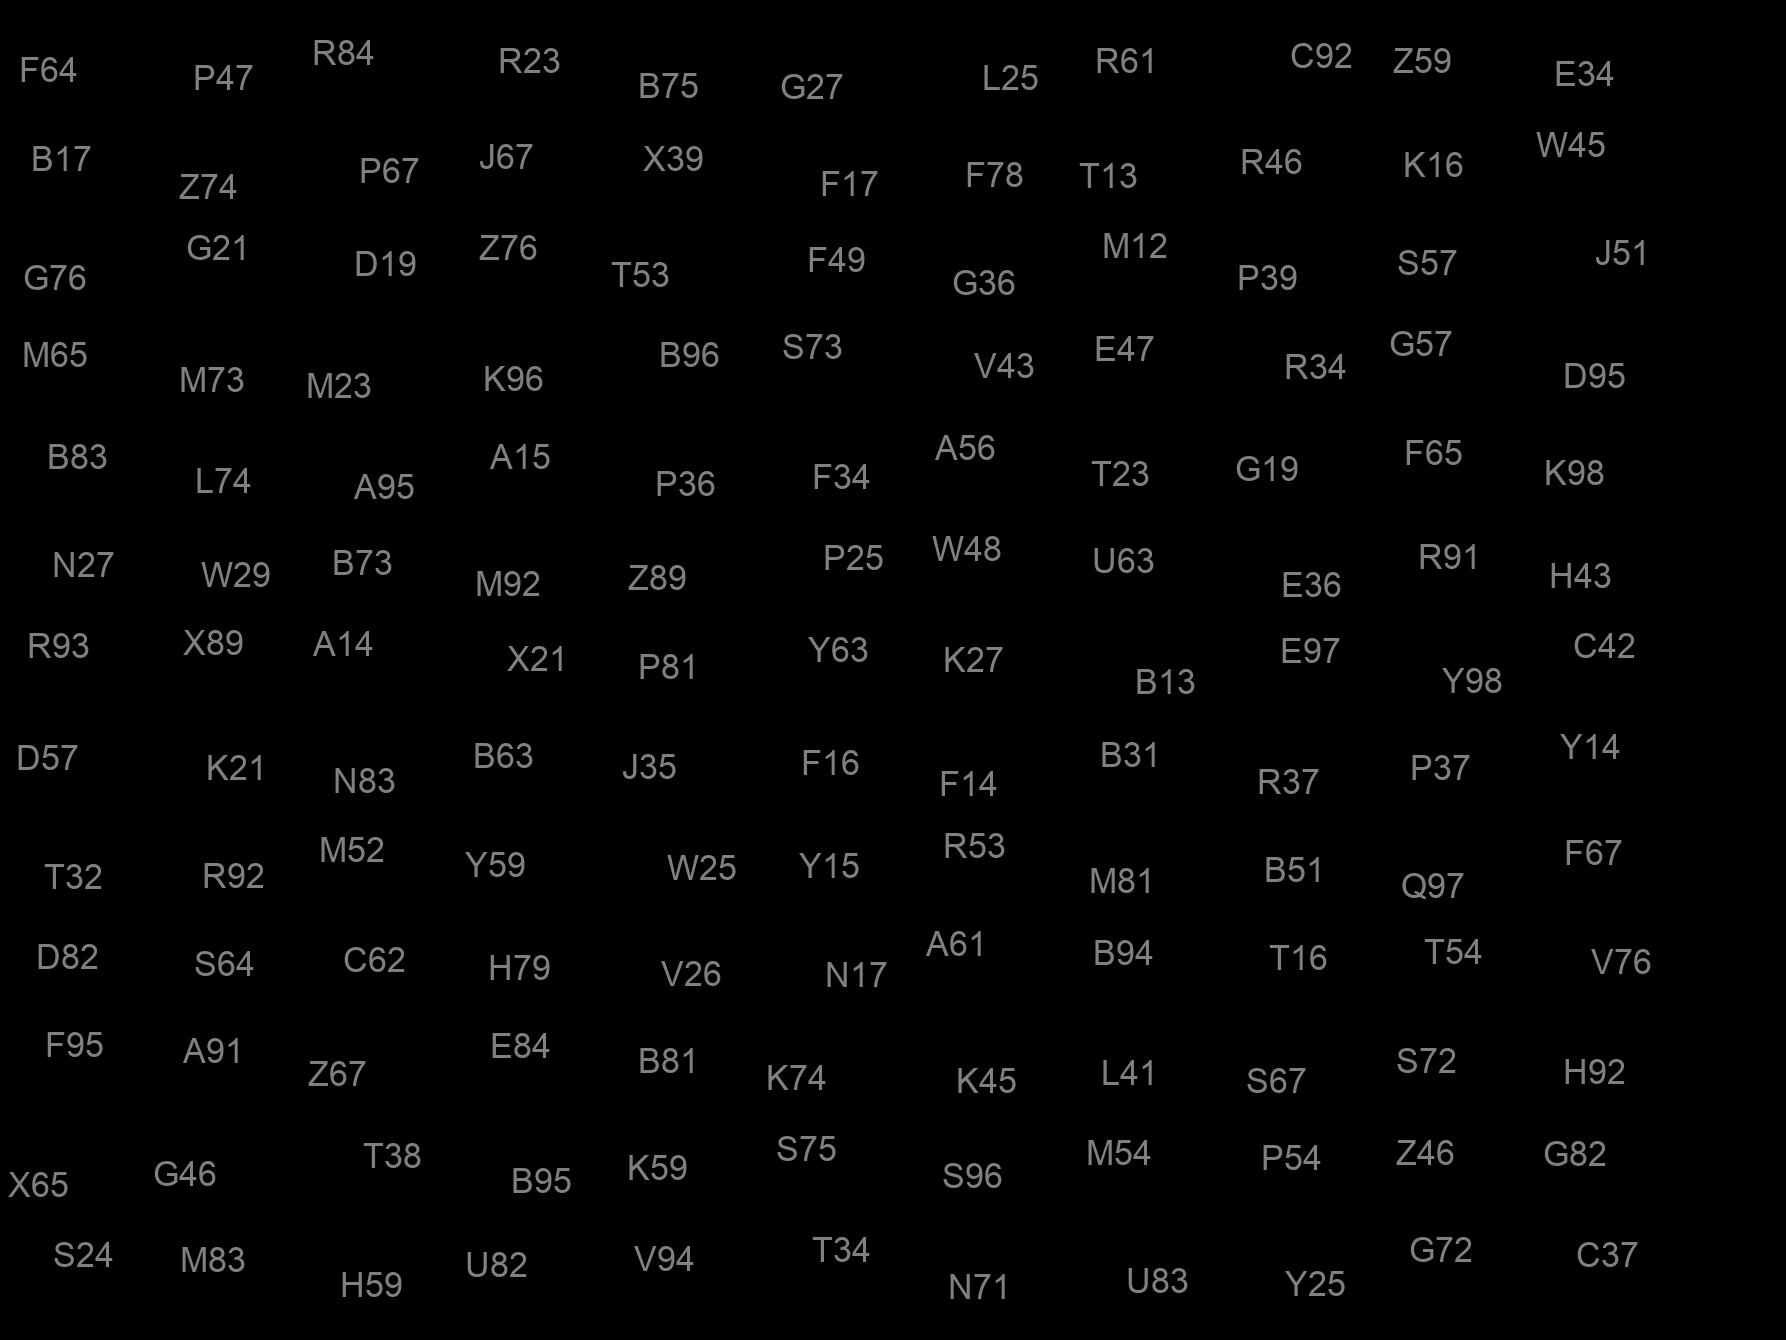 F64 P47 R84 R23 B75 G27 L25 R61 C92 Z59 E34
B17 Z74 P67 J67 X39 F17 F78 T13 R46 K16 W45
G76 G21 D19 Z76 T53 F49 G36 M12 P39 S57 J51
M65 M73 M23 K96 B96 S73 V43 E47 R34 G57 D95
B83 L74 A95 A15 P36 F34 A56 T23 G19 F65 K98
N27 W29 B73 M92 Z89 P25 W48 U63 E36 R91 H43
R93 X89 A14 X21 P81 Y63 K27 B13 E97 Y98 C42
D57 K21 N83 B63 J35 F16 F14 B31 R37 P37 Y14
T32 R92 M52 Y59 W25 Y15 R53 M81 B51 Q97 F67
D82 S64 C62 H79 V26 N17 A61 B94 T16 T54 V76
F95 A91 Z67 E84 B81 K74 K45 L41 S67 S72 H92
X65 G46 T38 B95 K59 S75 S96 M54 P54 Z46 G82
S24 M83 H59 U82 V94 T34 N71 U83 Y25 G72 C37